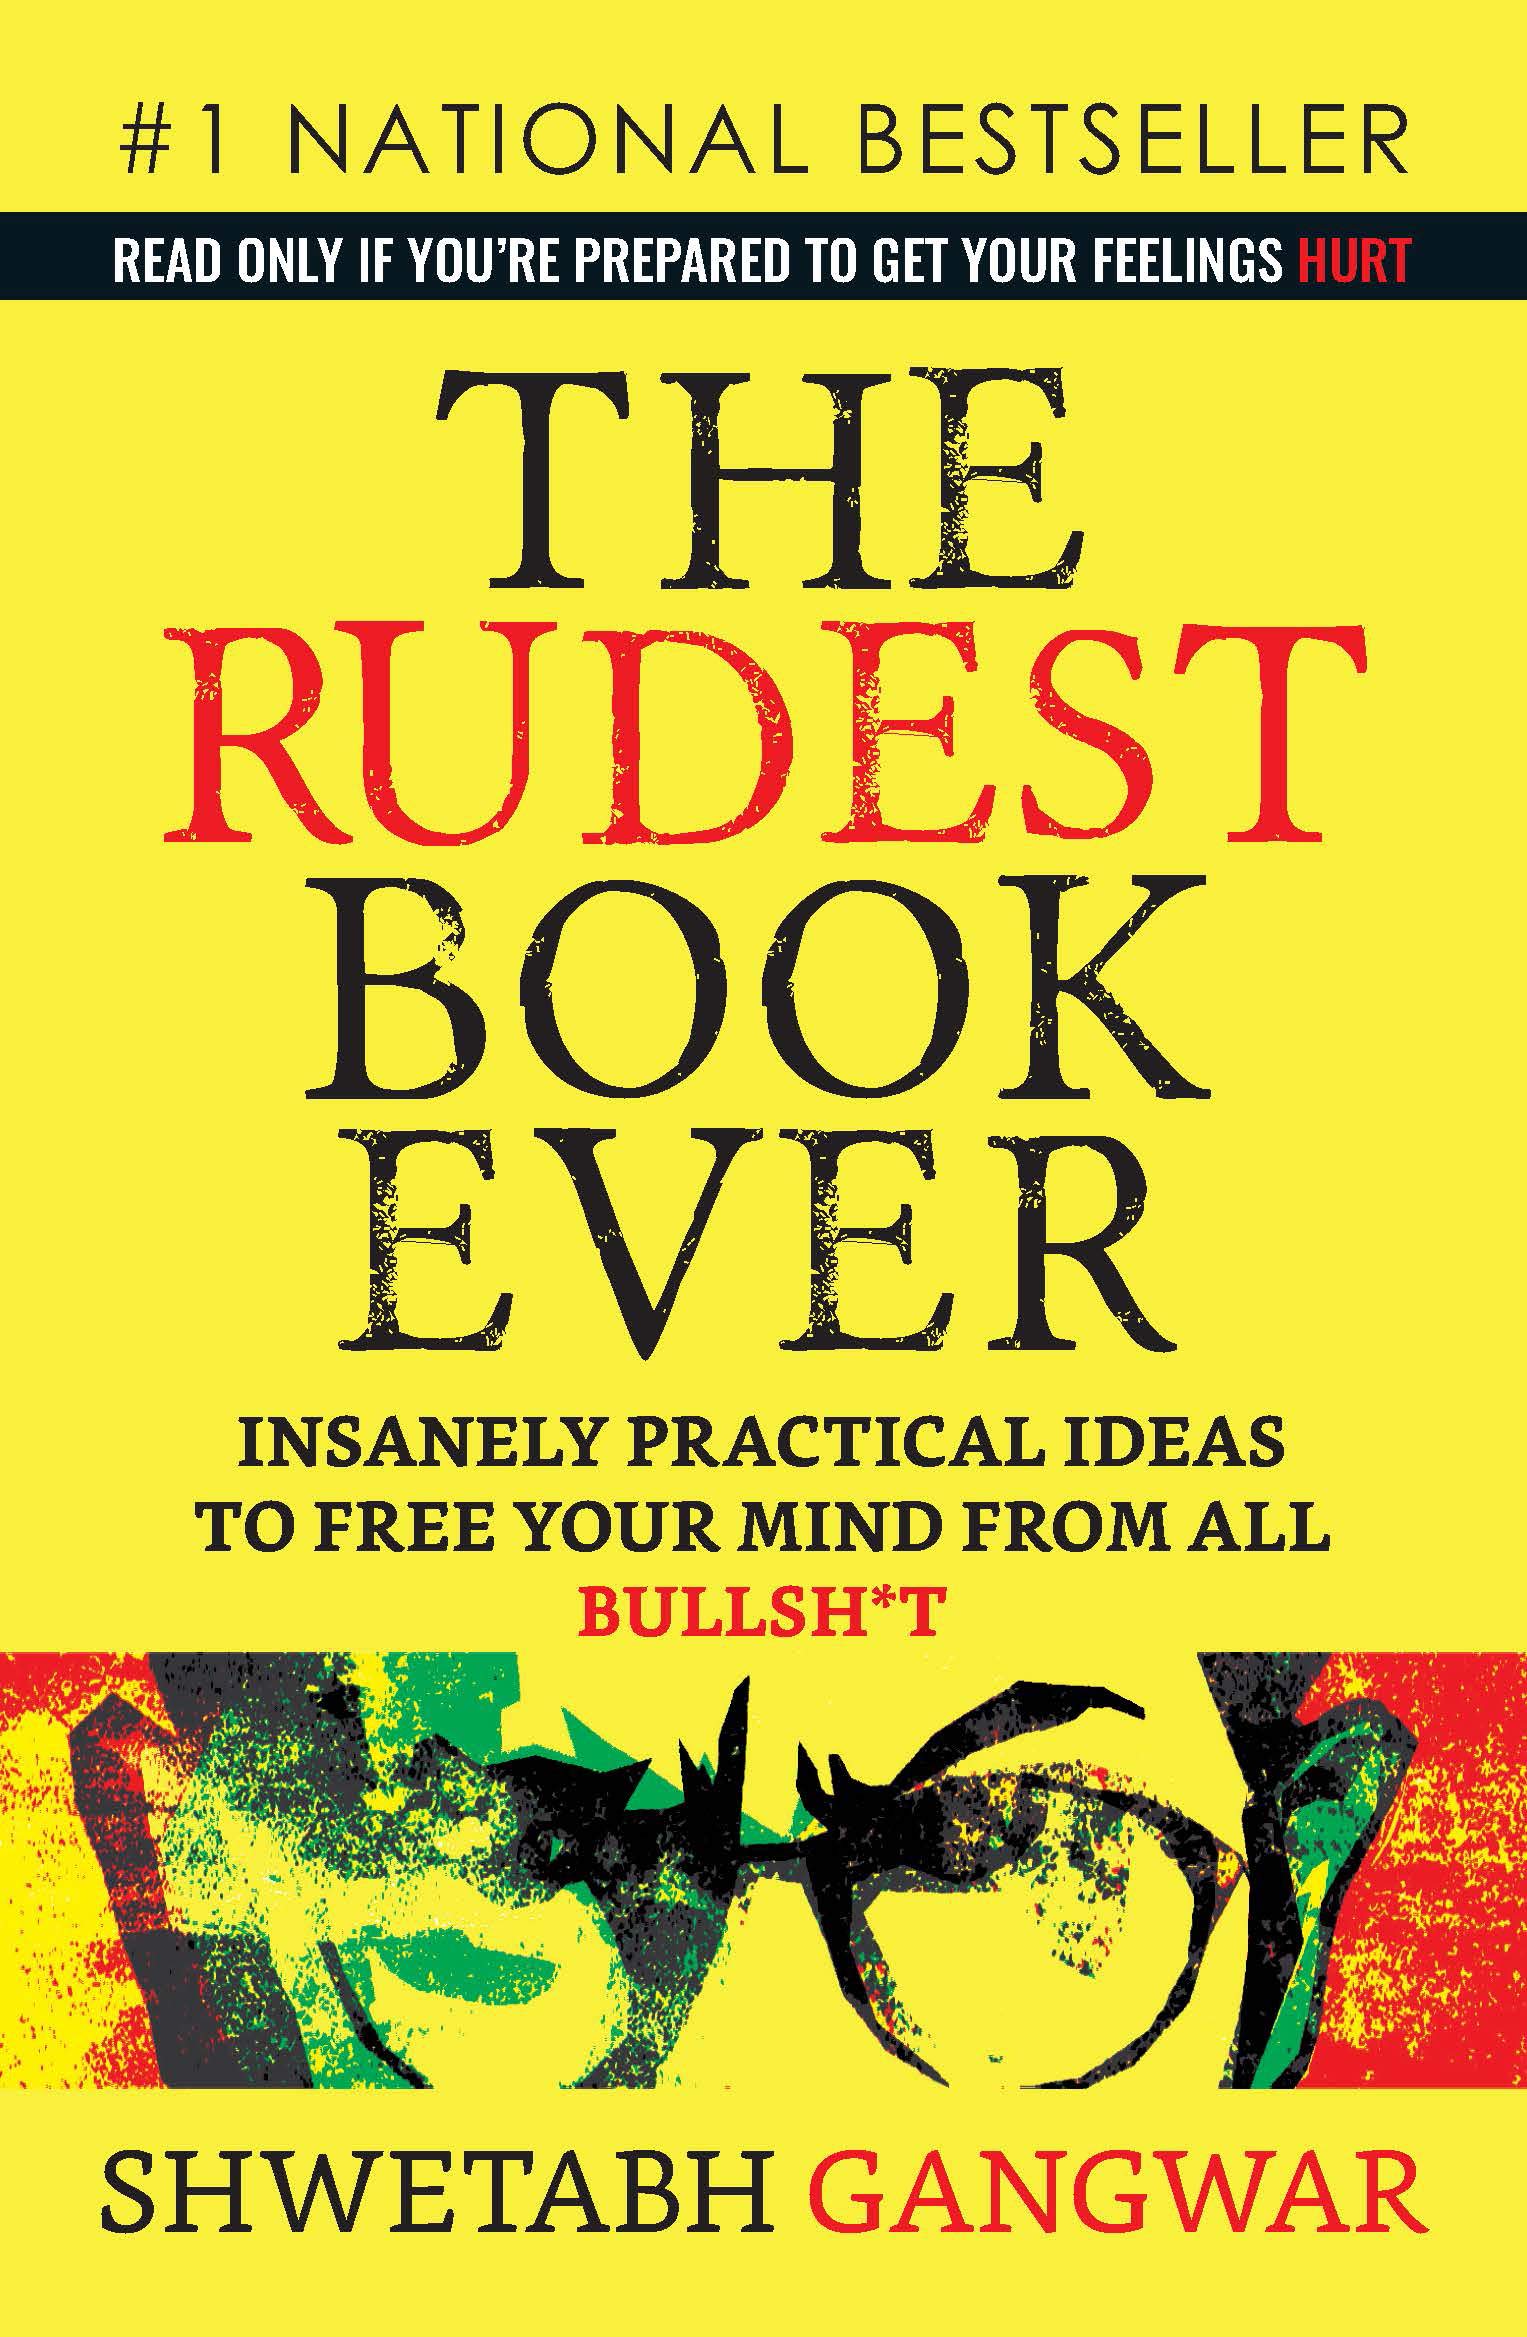 #1 NATIONAL BESTSELLER
READ ONLY IF YOU'RE PREPARED TO GET YOUR FEELINGS HURT
THE
RUDEST
BOOK
EVER
INSANELY PRACTICAL IDEAS
TO FREE YOUR MIND FROM ALL
BULLSH*T
SHWETABH GANGWAR